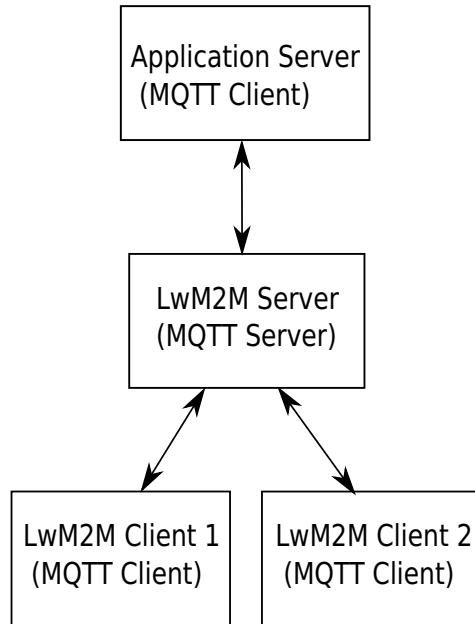 Application Server
(MQTT Client)
LwM2M Server
(MQTT Server)
LwM2M Client 1
(MQTT Client)
LwM2M Client 2
(MQTT Client)